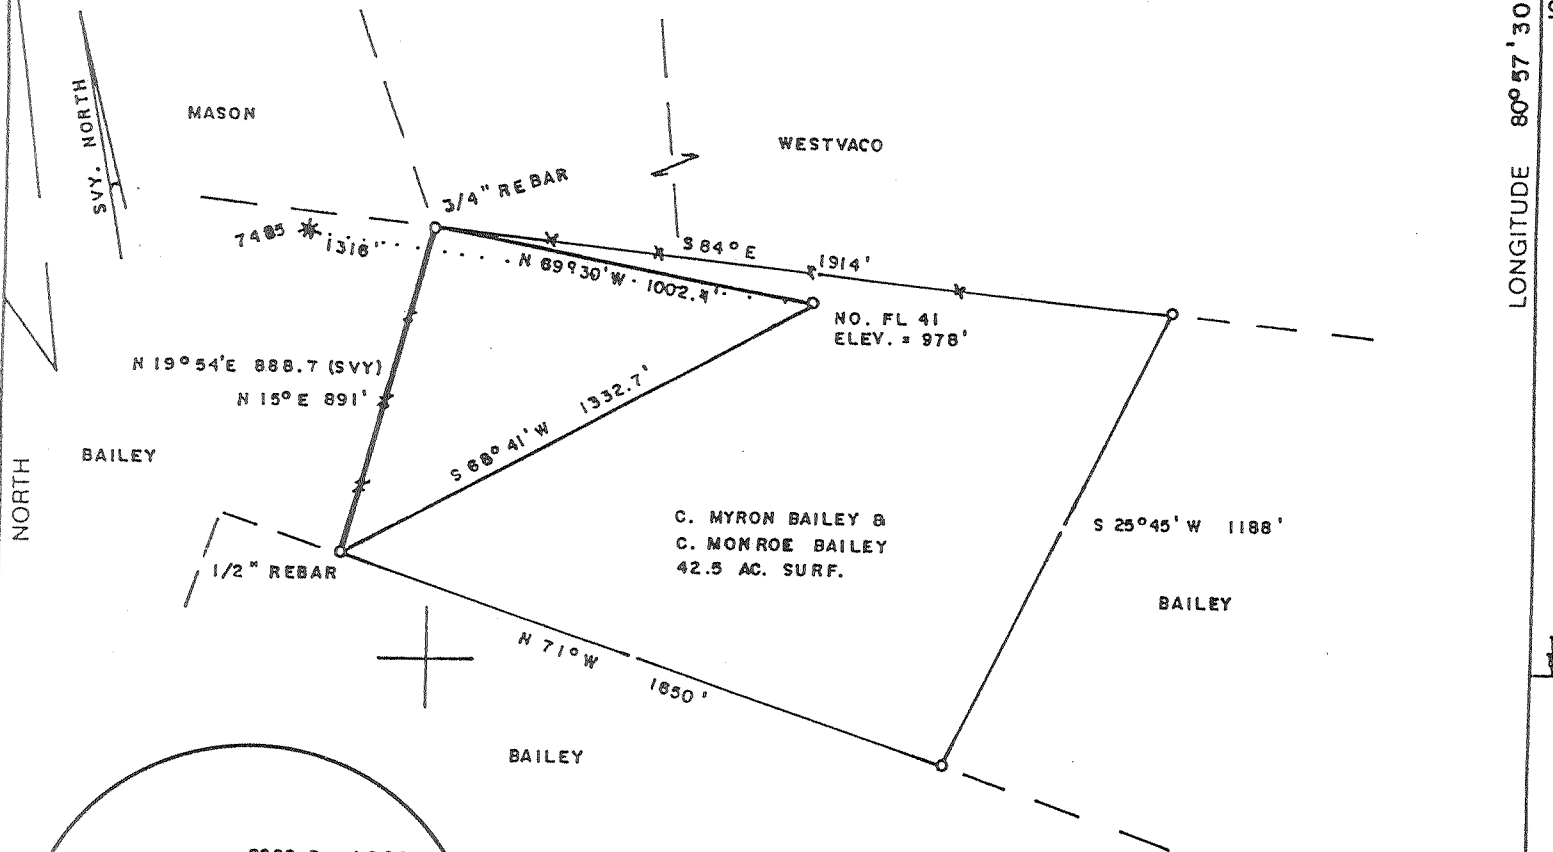 LONGITUDE 80°57'30
SVY. NORTH
MASON
WESTVACO
3/4" REBAR
7485
1316'
S 84° E 1914'
N 69°30'W · 1002.4'
NO. FL 41
ELEV. = 978'
N 19°54'E 888.7 (SVY)
N 15° E 891'
1332.7'
S 68°41'W
BAILEY
NORTH
C. MYRON BAILEY &
C. MONROE BAILEY
42.5 AC. SURF.
S 25°45'W 1188'
1/2" REBAR
BAILEY
N 71° W 1650'
BAILEY